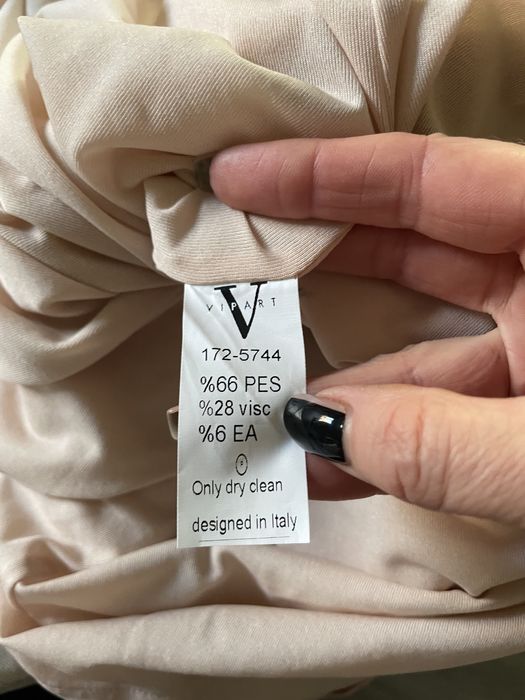 V
VIPART
172-5744
%66 PES
%28 visc
%6 EA
P
Only dry clean
designed in Italy